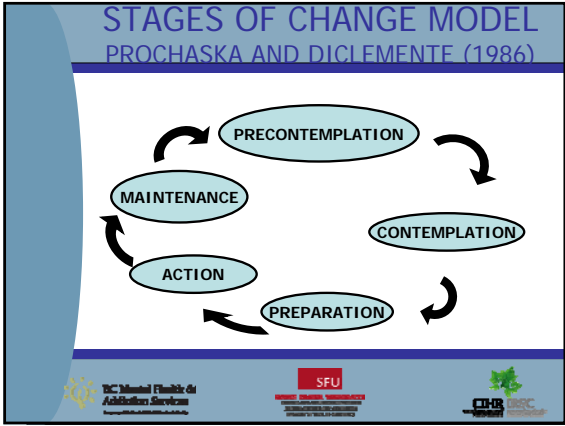 STAGES OF CHANGE MODEL
PROCHASKA AND DICLEMENTE (1986)
PRECONTEMPLATION
MAINTENANCE
CONTEMPLATION
ACTION
PREPARATION
BC Mental Health &
Addiction Services
SFU
CIHR IRSC